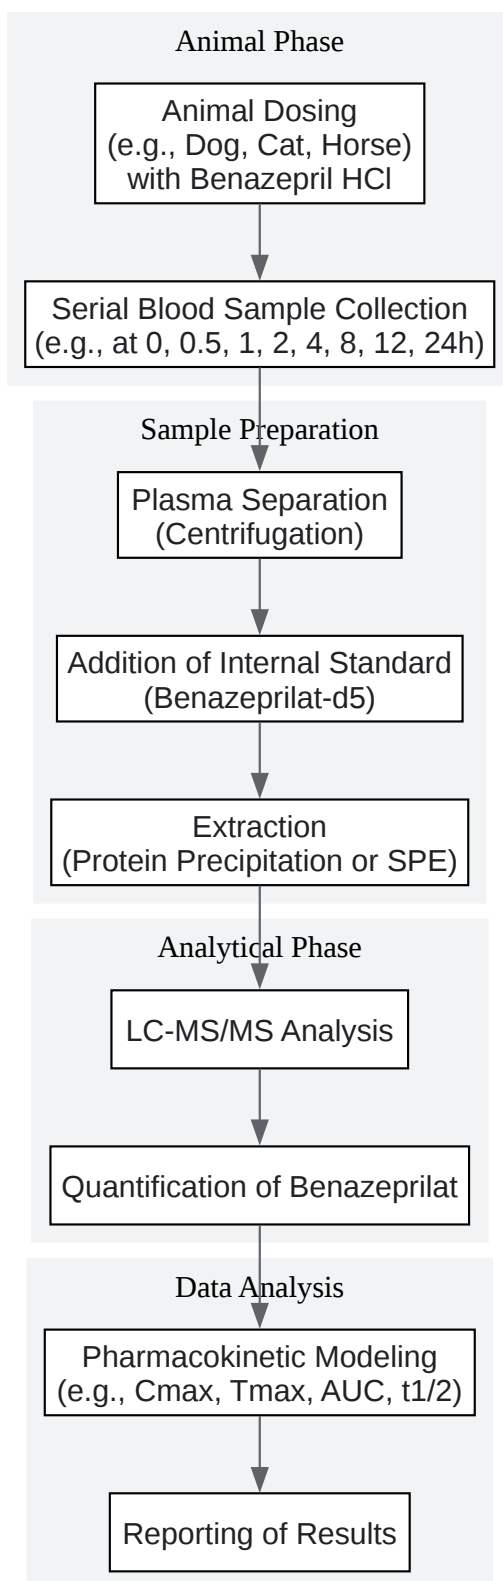 Animal Phase
Animal Dosing
(e.g., Dog, Cat, Horse)
with Benazepril HCl
Serial Blood Sample Collection
(e.g., at 0, 0.5, 1, 2, 4, 8, 12, 24h)
Sample Preparation
Plasma Separation
(Centrifugation)
Addition of Internal Standard
(Benazeprilat-d5)
Extraction
(Protein Precipitation or SPE)
Analytical Phase
LC-MS/MS Analysis
Quantification of Benazeprilat
Data Analysis
Pharmacokinetic Modeling
(e.g., Cmax, Tmax, AUC, t1/2)
Reporting of Results